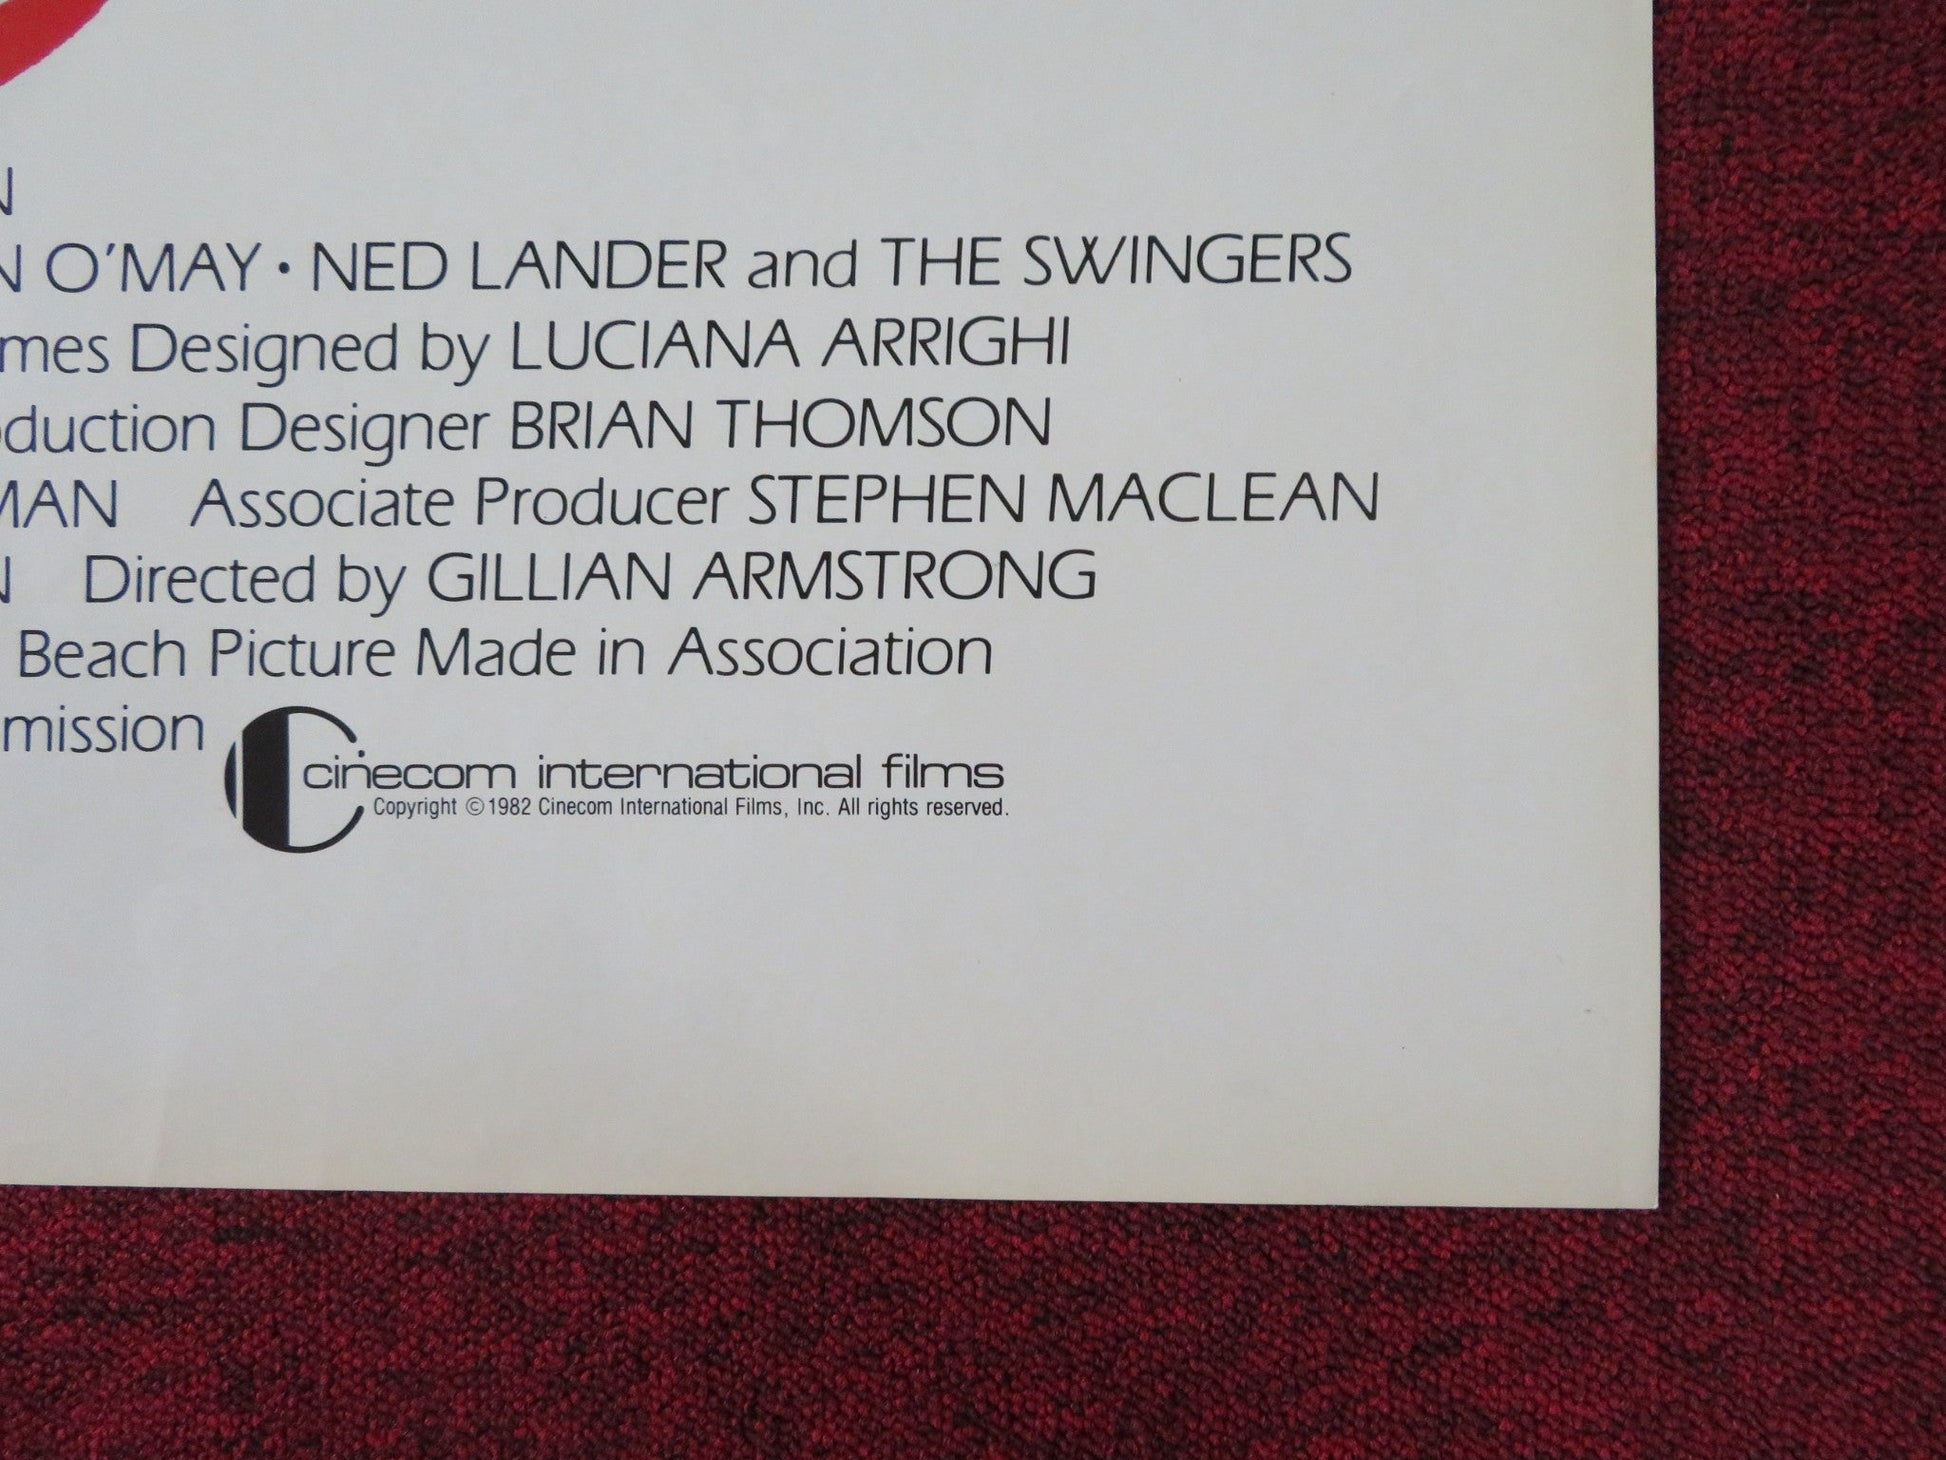 N O'MAY • NED LANDER and THE SWINGERS
mes Designed by LUCIANA ARRIGHI
duction Designer BRIAN THOMSON
MAN Associate Producer STEPHEN MACLEAN
N Directed by GILLIAN ARMSTRONG
Beach Picture Made in Association
mission
cinecom international films
Copyright ©1982 Cinecom International Films, Inc. All rights reserved.